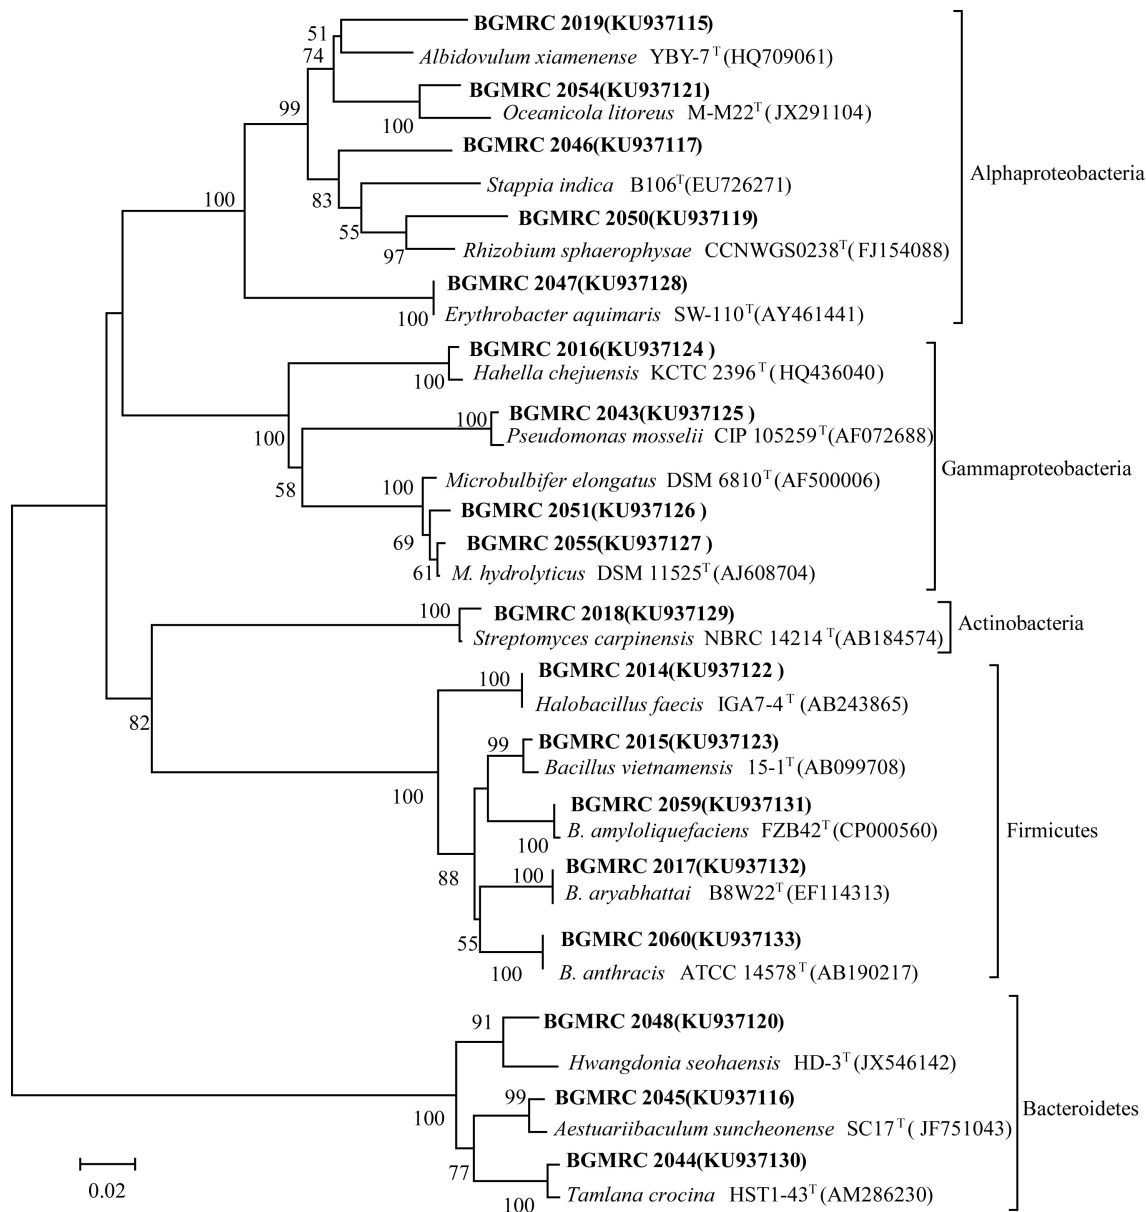 BGMRC 2019(KU937115)
51
74
Albidovulum xiamenense YBY-7T(HQ709061)
BGMRC 2054(KU937121)
99
Oceanicola litoreus M-M22T(JX291104)
100
BGMRC 2046(KU937117)
Alphaproteobacteria
Stappia indica B106T(EU726271)
100
83
BGMRC 2050(KU937119)
55
Rhizobium sphaerophysae CCNWGS0238T(FJ154088)
97
BGMRC 2047(KU937128)
100
Erythrobacter aquimaris SW-110T(AY461441)
BGMRC 2016(KU937124 )
Hahella chejuensis KCTC 2396T(HQ436040)
100
BGMRC 2043(KU937125 )
100
Pseudomonas mosselii CIP 105259T(AF072688)
100
Gammaproteobacteria
Microbulbifer elongatus DSM 6810T(AF500006)
100
58
BGMRC 2051(KU937126 )
BGMRC 2055(KU937127 )
69
M. hydrolyticus DSM 11525T(AJ608704)
61
BGMRC 2018(KU937129)
100
Actinobacteria
Streptomyces carpinensis NBRC 14214T(AB184574)
BGMRC 2014(KU937122 )
100
Halobacillus faecis IGA7-4T (AB243865)
82
BGMRC 2015(KU937123)
99
Bacillus vietnamensis 15-1T(AB099708)
100
BGMRC 2059(KU937131)
B. amyloliquefaciens FZB42T(CP000560)
Firmicutes
100
BGMRC 2017(KU937132)
100
88
B. aryabhattai B8W22T(EF114313)
BGMRC 2060(KU937133)
55
B. anthracis ATCC 14578T(AB190217)
100
BGMRC 2048(KU937120)
91
Hwangdonia seohaensis HD-3T(JX546142)
BGMRC 2045(KU937116)
99
Bacteroidetes
100
Aestuariibaculum suncheonense SC17T( JF751043)
BGMRC 2044(KU937130)
77
Tamlana crocina HST1-43T(AM286230)
100
0.02